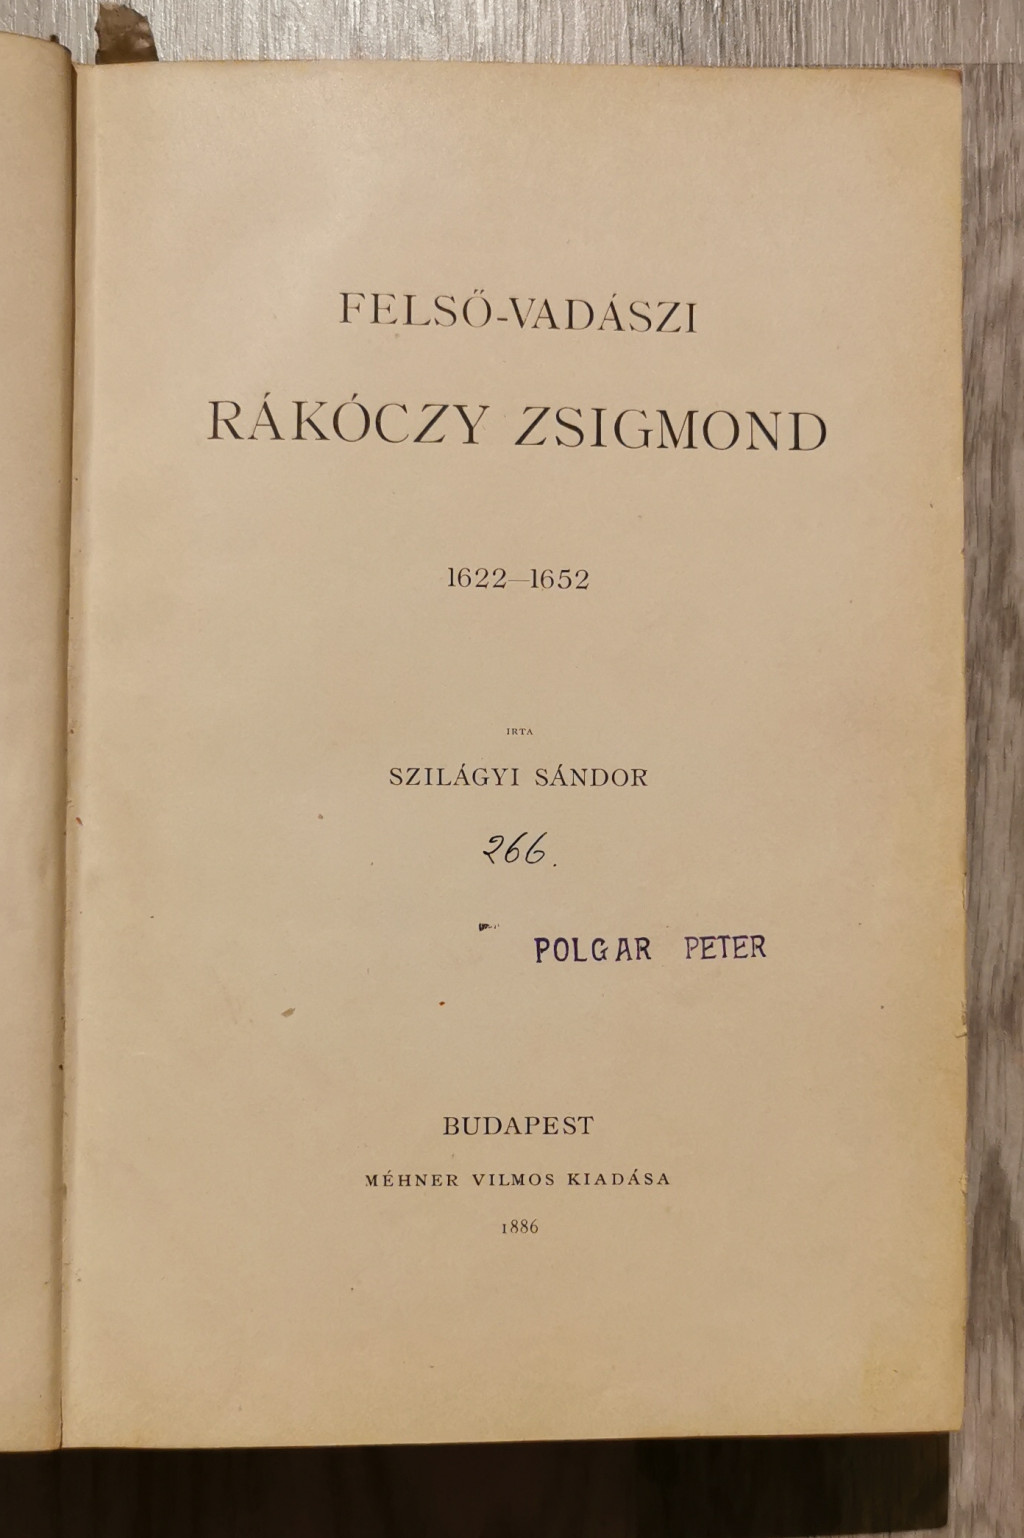 FELSŐ-VADÁSZI
RÁKÓCZY ZSIGMOND
1622—1652
IRTA
SZILÁGYI SÁNDOR
266.
POLGAR PETER
BUDAPEST
MÉHNER VILMOS KIADÁSA
1886